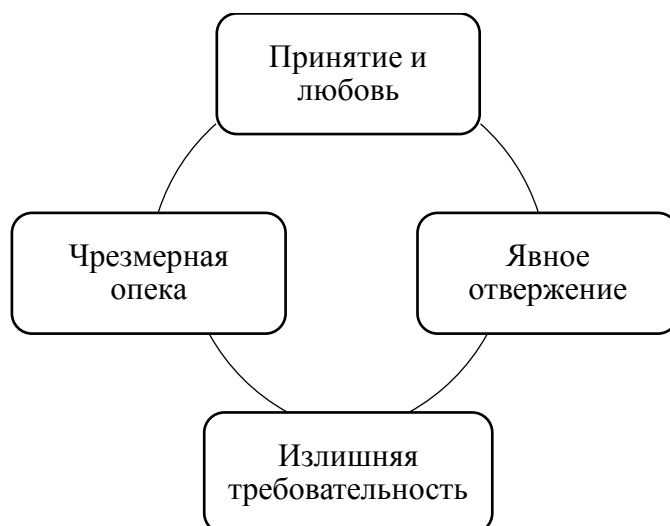 Принятие и
любовь
Чрезмерная
опека
Явное
отвержение
Излишняя
требовательность